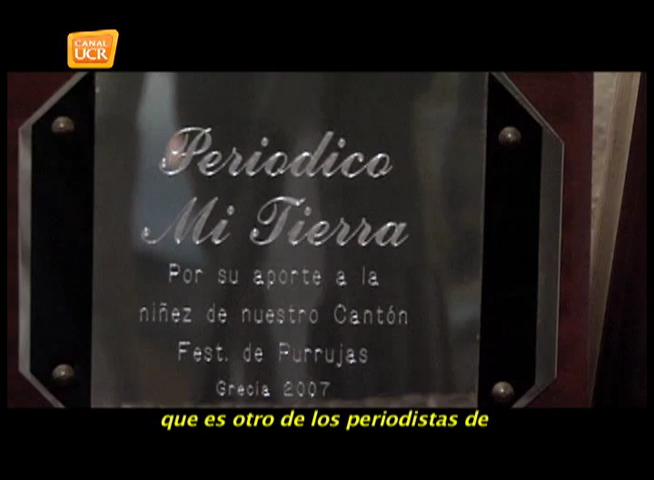 CANAL
UCR
Periodico
Mi Tierra
Por su aporte a la
niñez de nuestro Cantón
Fest. de Purrujas
Grecia 2007
que es otro de los periodistas de